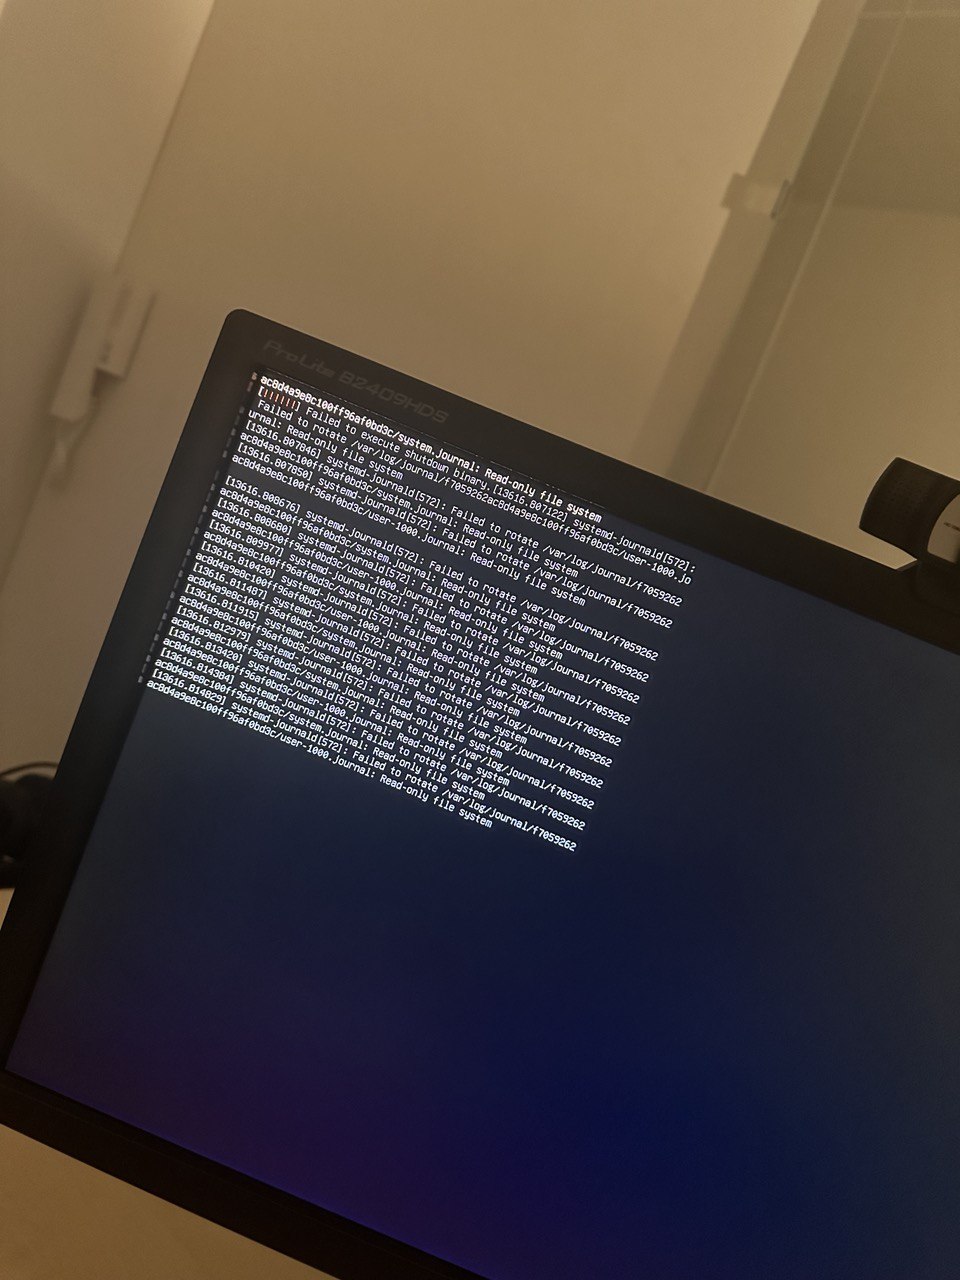 ProLite B2409HDS
ac8d4a9e8c100ff96af0bd3c/system.journal: Read-only file system
[!!!!!!] Failed to execute shutdown binary.[13616.807122] systemd-journald[572]:
 Failed to rotate /var/log/journal/f7059262ac8d4a9e8c100ff96af0bd3c/user-1000.jo
urnal: Read-only file system
[13616.807846] systemd-journald[572]: Failed to rotate /var/log/journal/f7059262
ac8d4a9e8c100ff96af0bd3c/system.journal: Read-only file system
[13616.807850] systemd-journald[572]: Failed to rotate /var/log/journal/f7059262
ac8d4a9e8c100ff96af0bd3c/user-1000.journal: Read-only file system
[13616.808676] systemd-journald[572]: Failed to rotate /var/log/journal/f7059262
ac8d4a9e8c100ff96af0bd3c/system.journal: Read-only file system
[13616.808680] systemd-journald[572]: Failed to rotate /var/log/journal/f7059262
ac8d4a9e8c100ff96af0bd3c/user-1000.journal: Read-only file system
[13616.809977] systemd-journald[572]: Failed to rotate /var/log/journal/f7059262
ac8d4a9e8c100ff96af0bd3c/system.journal: Read-only file system
[13616.810429] systemd-journald[572]: Failed to rotate /var/log/journal/f7059262
ac8d4a9e8c100ff96af0bd3c/user-1000.journal: Read-only file system
[13616.811487] systemd-journald[572]: Failed to rotate /var/log/journal/f7059262
ac8d4a9e8c100ff96af0bd3c/system.journal: Read-only file system
[13616.811915] systemd-journald[572]: Failed to rotate /var/log/journal/f7059262
ac8d4a9e8c100ff96af0bd3c/user-1000.journal: Read-only file system
[13616.812979] systemd-journald[572]: Failed to rotate /var/log/journal/f7059262
ac8d4a9e8c100ff96af0bd3c/system.journal: Read-only file system
[13616.813420] systemd-journald[572]: Failed to rotate /var/log/journal/f7059262
ac8d4a9e8c100ff96af0bd3c/user-1000.journal: Read-only file system
[13616.814384] systemd-journald[572]: Failed to rotate /var/log/journal/f7059262
ac8d4a9e8c100ff96af0bd3c/system.journal: Read-only file system
[13616.814829] systemd-journald[572]: Failed to rotate /var/log/journal/f7059262
ac8d4a9e8c100ff96af0bd3c/user-1000.journal: Read-only file system